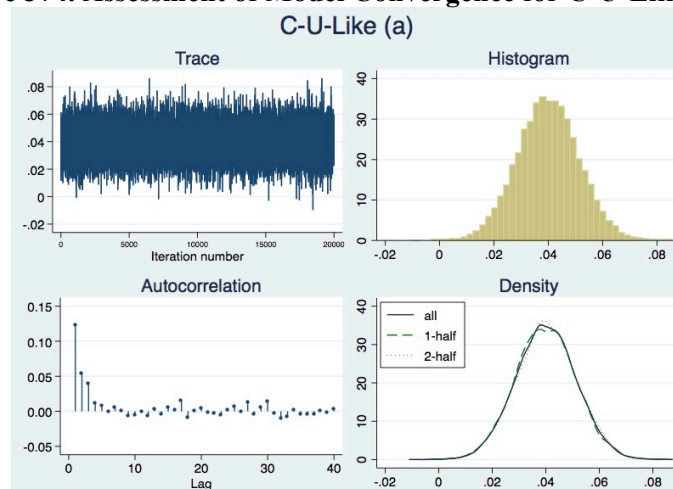 C-U-Like (a)
Trace
.08
.06
.04
.02
0
-.02
0 5000 10000 15000 20000
Iteration number
Histogram
40
30
20
10
0
-.02 0 .02 .04 .06 .08
Autocorrelation
0.15
0.10
0.05
0.00
-0.05
0 10 20 30 40
Lag
Density
all
1-half
2-half
40
30
20
10
0
-.02 0 .02 .04 .06 .08